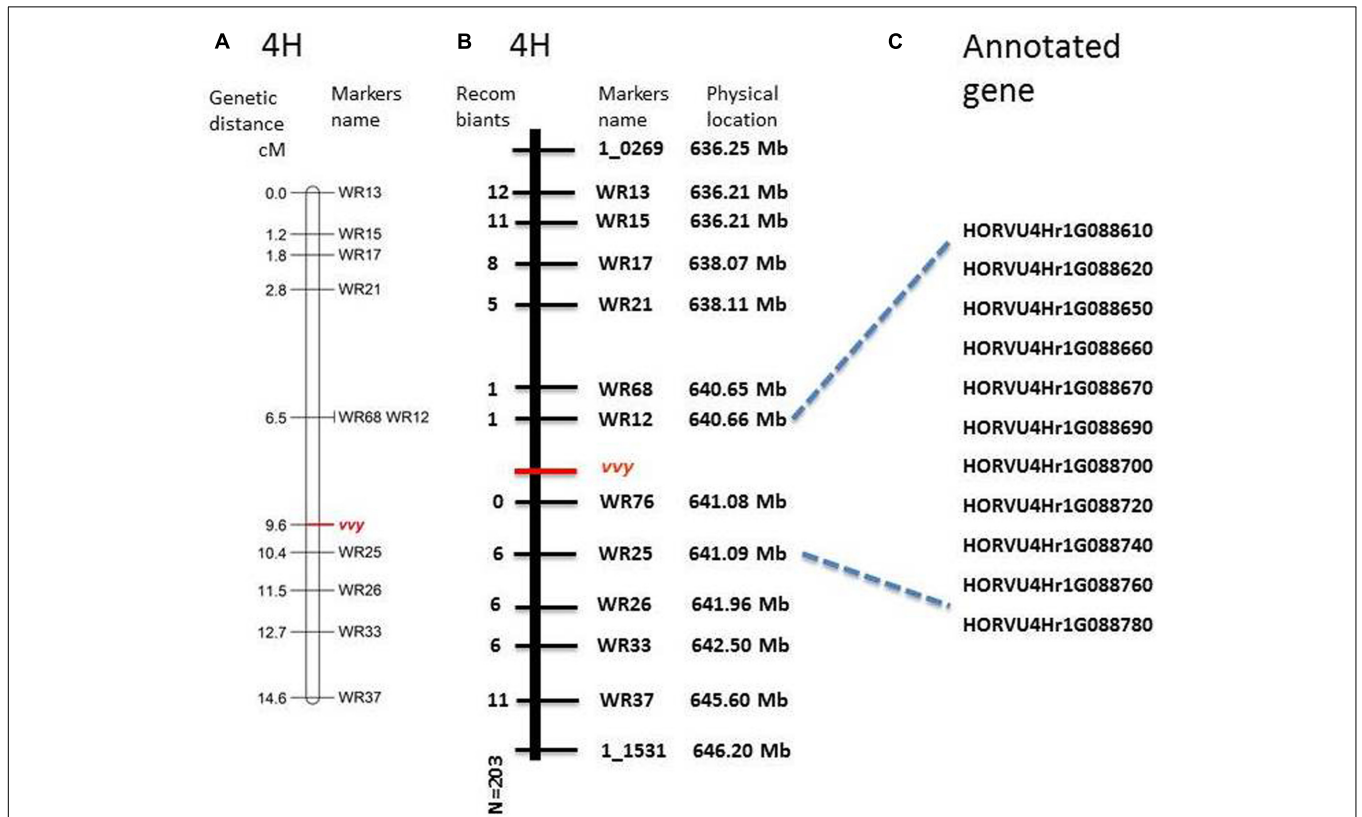 A 4H
Genetic distance cM
Markers name
0.0 WR13
1.2 WR15
1.8 WR17
2.8 WR21
6.5 WR68 WR12
9.6 vvy
10.4 WR25
11.5 WR26
12.7 WR33
14.6 WR37
B 4H
Recom biants
Markers name
Physical location
1_0269 636.25 Mb
12 WR13 636.21 Mb
11 WR15 636.21 Mb
8 WR17 638.07 Mb
5 WR21 638.11 Mb
1 WR68 640.65 Mb
1 WR12 640.66 Mb
vvy
0 WR76 641.08 Mb
6 WR25 641.09 Mb
6 WR26 641.96 Mb
6 WR33 642.50 Mb
11 WR37 645.60 Mb
1_1531 646.20 Mb
N=203
C Annotated
gene
HORVU4Hr1G088610
HORVU4Hr1G088620
HORVU4Hr1G088650
HORVU4Hr1G088660
HORVU4Hr1G088670
HORVU4Hr1G088690
HORVU4Hr1G088700
HORVU4Hr1G088720
HORVU4Hr1G088740
HORVU4Hr1G088760
HORVU4Hr1G088780